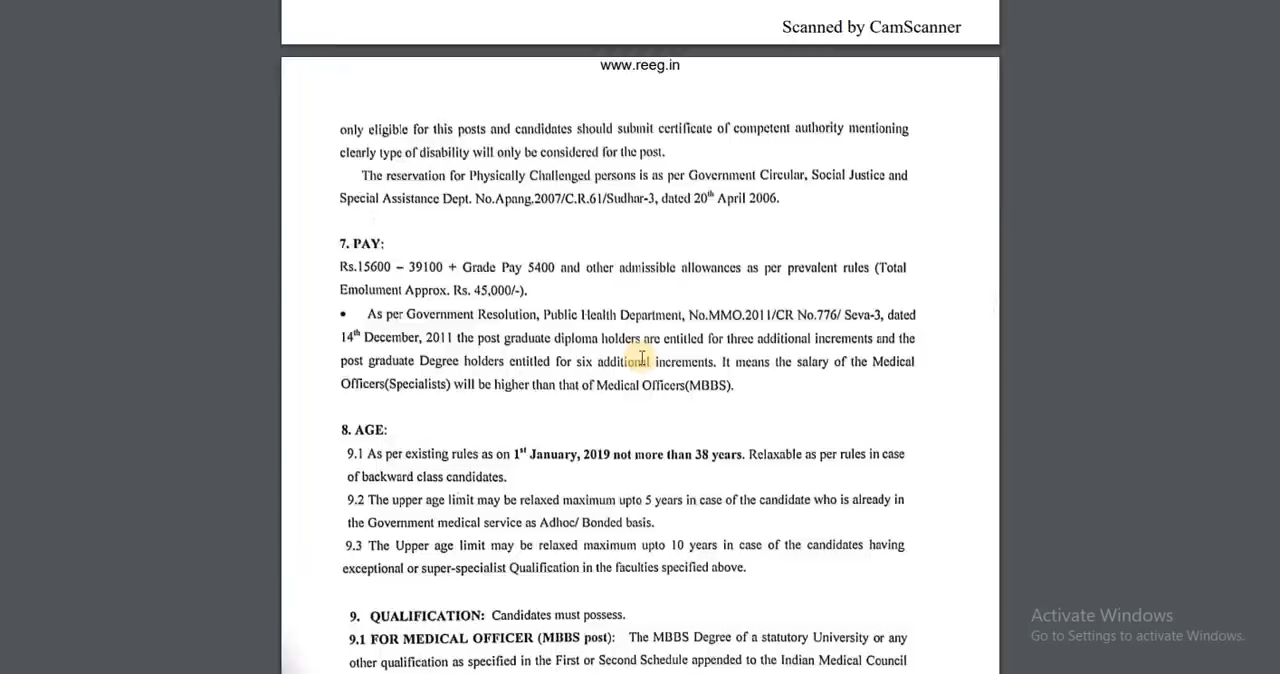 Scanned by CamScanner
www.reeg.in
only eligible for this posts and candidates should submit certificate of competent authority mentioning
clearly type of disability will only be considered for the post.
The reservation for Physically Challenged persons is as per Government Circular, Social Justice and
Special Assistance Dept. No.Apang.2007/C.R.61/Sudhar-3, dated 20th April 2006.
7. PAY:
Rs.15600 – 39100 + Grade Pay 5400 and other admissible allowances as per prevalent rules (Total
Emolument Approx. Rs. 45,000/-).
• As per Government Resolution, Public Health Department, No.MMO.2011/CR No.776/ Seva-3, dated
14th December, 2011 the post graduate diploma holders are entitled for three additional increments and the
post graduate Degree holders entitled for six additional increments. It means the salary of the Medical
Officers(Specialists) will be higher than that of Medical Officers(MBBS).
8. AGE:
9.1 As per existing rules as on 1st January, 2019 not more than 38 years. Relaxable as per rules in case
of backward class candidates.
9.2 The upper age limit may be relaxed maximum upto 5 years in case of the candidate who is already in
the Government medical service as Adhoc/ Bonded basis.
9.3 The Upper age limit may be relaxed maximum upto 10 years in case of the candidates having
exceptional or super-specialist Qualification in the faculties specified above.
9. QUALIFICATION: Candidates must possess.
9.1 FOR MEDICAL OFFICER (MBBS post): The MBBS Degree of a statutory University or any
other qualification as specified in the First or Second Schedule appended to the Indian Medical Council
Activate Windows
Go to Settings to activate Windows.